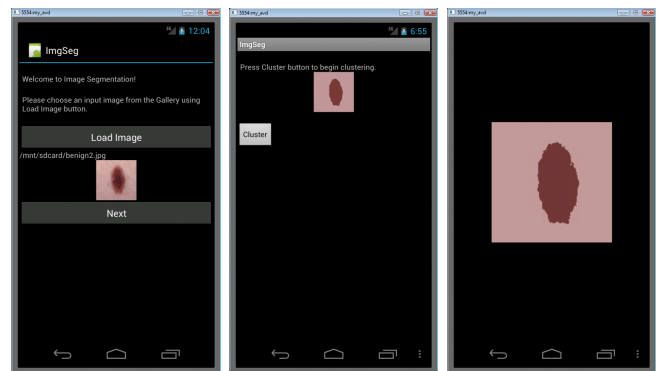 5554:my_avd
3G 12:04
ImgSeg
Welcome to Image Segmentation!
Please choose an input image from the Gallery using
Load Image button.
Load Image
/mnt/sdcard/benign2.jpg
Next
5554:my_avd
3G 6:55
ImgSeg
Press Cluster button to begin clustering.
Cluster
5554:my_avd